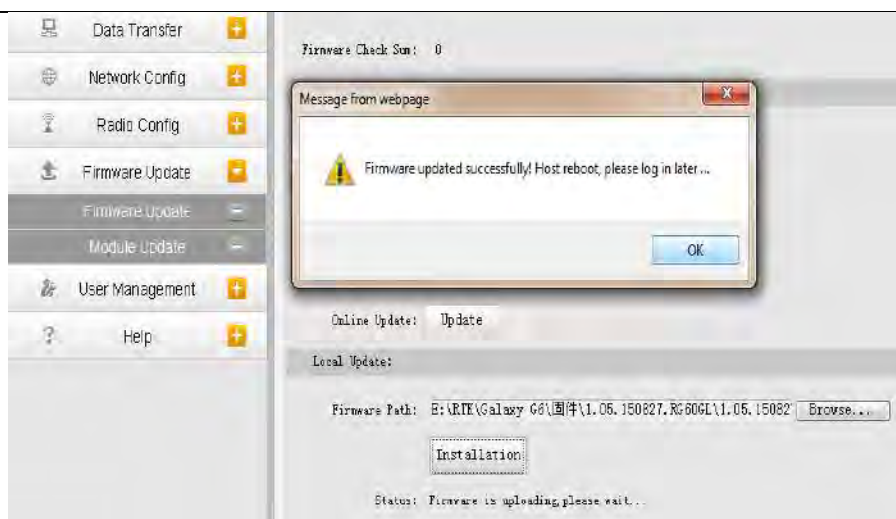 Data Transfer
Network Config
Radio Config
Firmware Update
Firmware Update
Module Update
User Management
? Help
Firmware Check Sum: 0
Message from webpage
Firmware updated successfully! Host reboot, please log in later ...
OK
Online Update: Update
Local Update:
Firmware Path: E:\RTK\Galaxy G6\固件\1.05.150827.RG60GL\1.05.15082 Browse...
Installation
Status: Firmware is uploading,please wait...